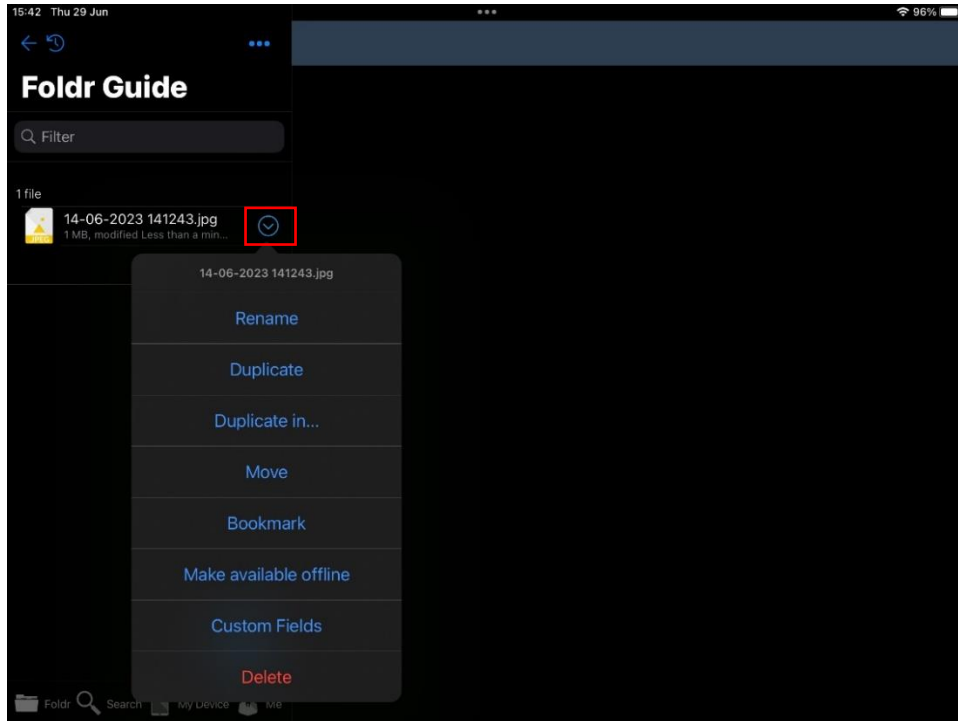 15:42 Thu 29 Jun
96%
Foldr Guide
Filter
1 file
14-06-2023 141243.jpg
1 MB, modified Less than a min...
JPEG
14-06-2023 141243.jpg
Rename
Duplicate
Duplicate in...
Move
Bookmark
Make available offline
Custom Fields
Delete
Foldr Search My Device Me